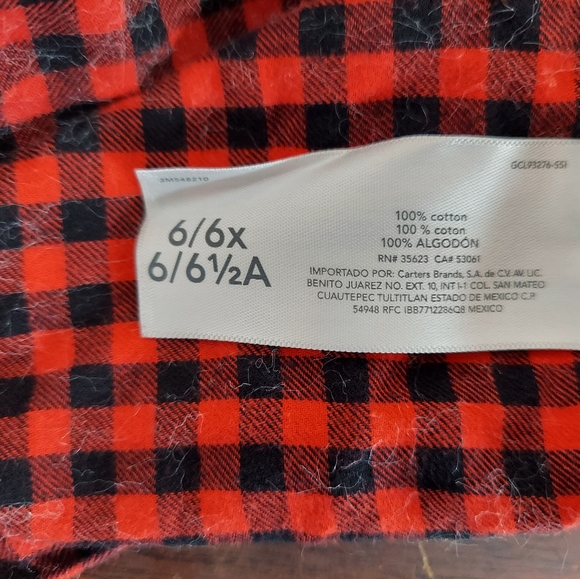 3M548210
GCL93276-SSI
6/6x
6/6½A
100% cotton
100 % coton
100% ALGODÓN
RN# 35623 CA# 53061
IMPORTADO POR: Carters Brands, S.A. de C.V. AV. LIC.
BENITO JUAREZ NO. EXT. 10, INT I-1 COL. SAN MATEO
CUAUTEPEC TULTITLAN ESTADO DE MEXICO C.P.
54948 RFC IBB7712286Q8 MEXICO